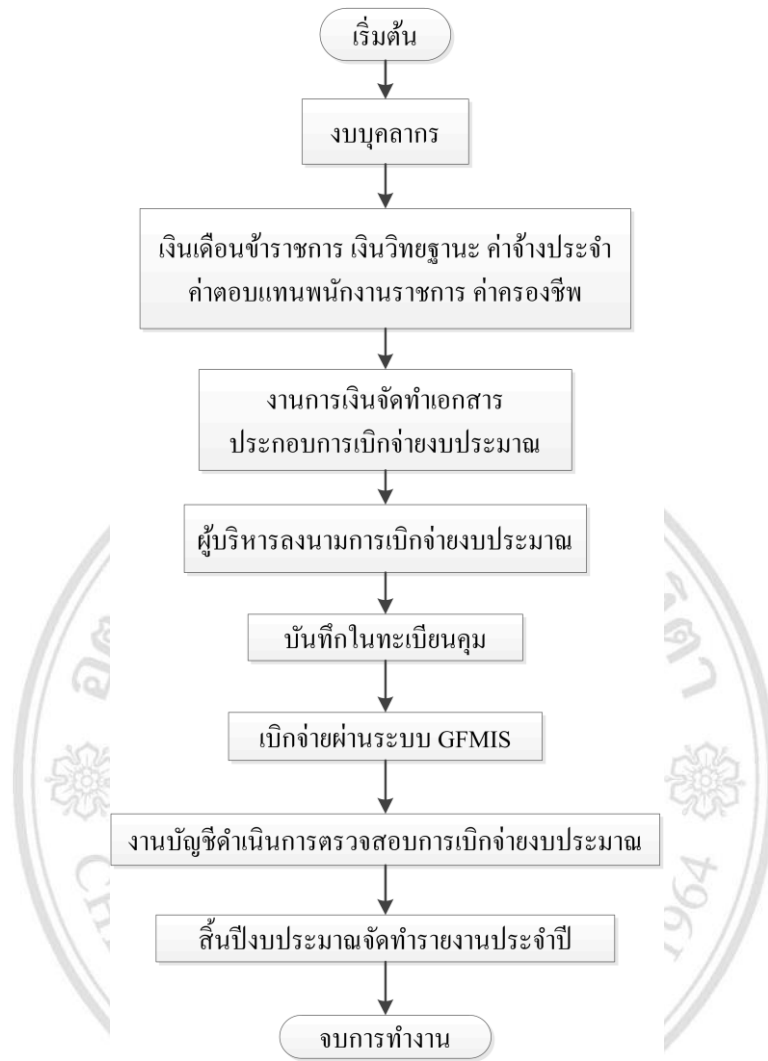 เริ่มต้น
งบบุคลากร
เงินเดือนข้าราชการ เงินวิทยฐานะ ค่าจ้างประจำ
ค่าตอบแทนพนักงานราชการ ค่าครองชีพ
งานการเงินจัดทำเอกสาร
ประกอบการเบิกจ่ายงบประมาณ
ผู้บริหารลงนามการเบิกจ่ายงบประมาณ
บันทึกในทะเบียนคุม
เบิกจ่ายผ่านระบบ GFMIS
งานบัญชีดำเนินการตรวจสอบการเบิกจ่ายงบประมาณ
สิ้นปีงบประมาณจัดทำรายงานประจำปี
จบการทำงาน
1964